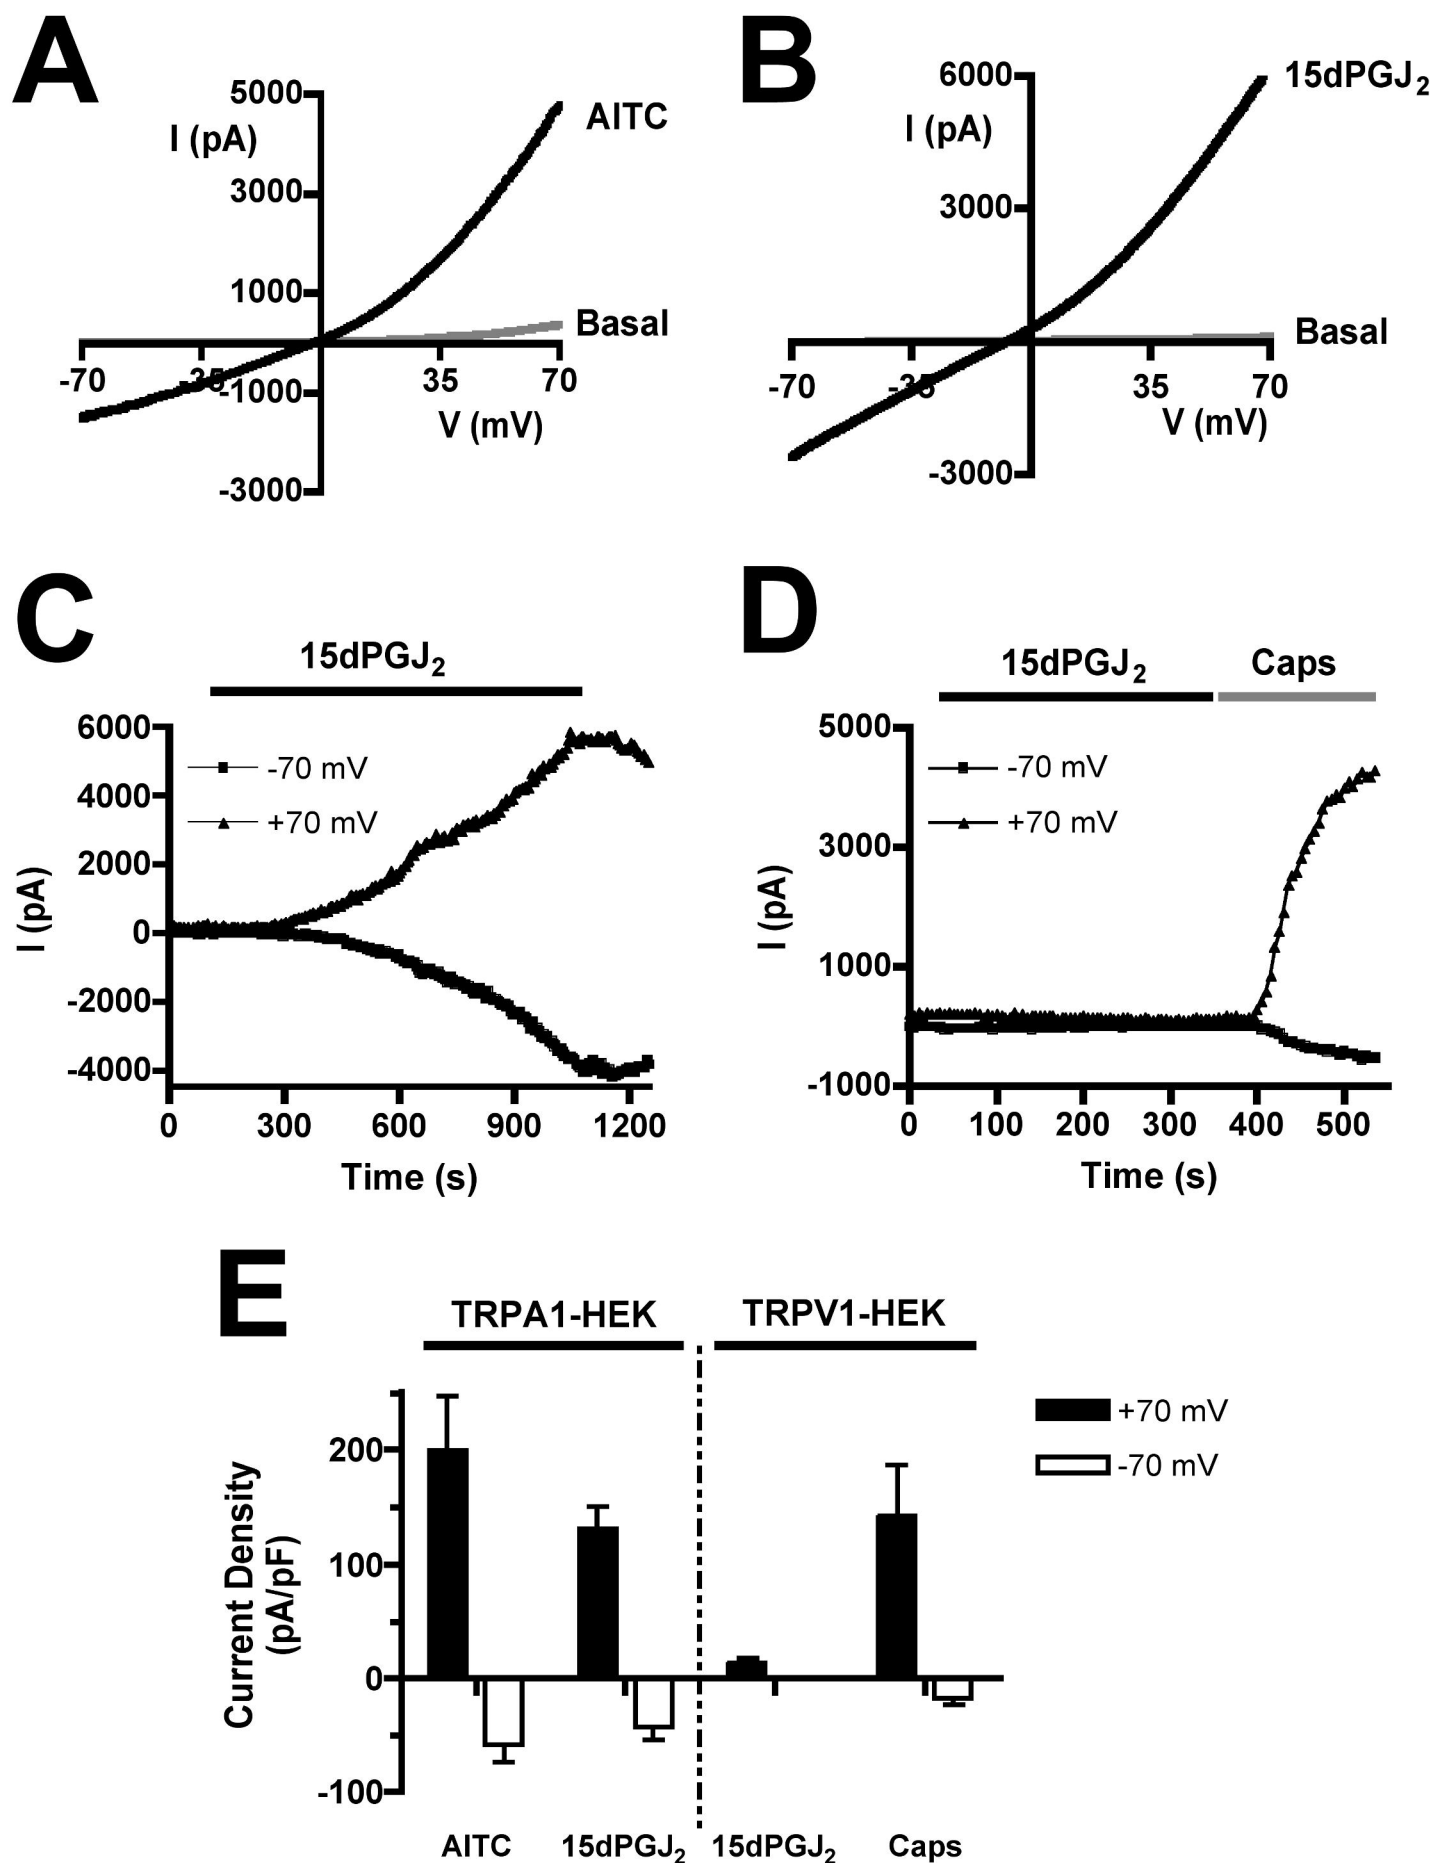 A
5000
I (pA)
3000
1000
AITC
Basal
-70
-35
35
70
-1000
V (mV)
-3000
B
6000
I (pA)
3000
15dPGJ2
Basal
-70
-35
35
70
V (mV)
-3000
C
15dPGJ2
6000
4000
2000
0
-2000
-4000
-70 mV
+70 mV
I (pA)
0 300 600 900 1200
Time (s)
D
15dPGJ2 Caps
5000
3000
1000
-1000
-70 mV
+70 mV
I (pA)
0 100 200 300 400 500
Time (s)
E
TRPA1-HEK TRPV1-HEK
200
100
0
-100
Current Density
(pA/pF)
+70 mV
-70 mV
AITC 15dPGJ2 15dPGJ2 Caps